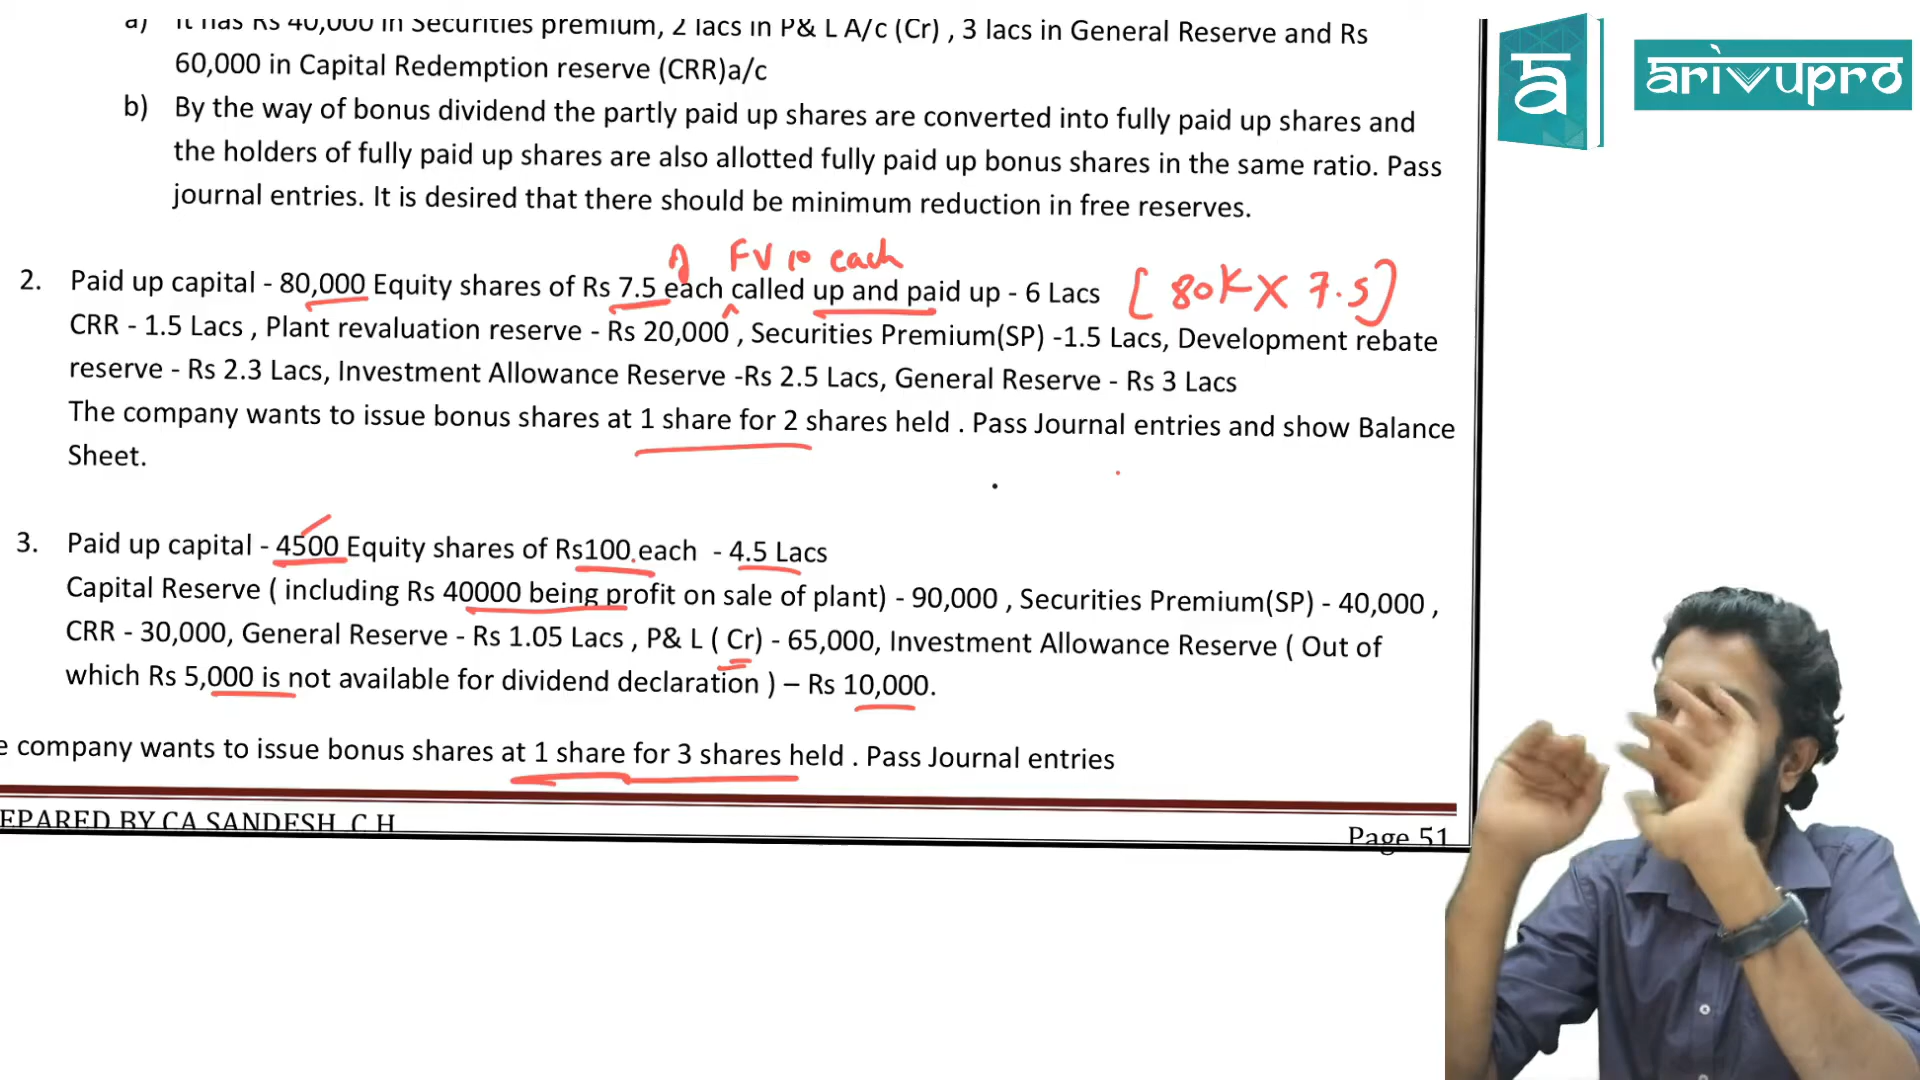 a) It has Rs 40,000 in Securities premium, 2 lacs in P& L A/c (Cr) , 3 lacs in General Reserve and Rs
60,000 in Capital Redemption reserve (CRR)a/c
b) By the way of bonus dividend the partly paid up shares are converted into fully paid up shares and
the holders of fully paid up shares are also allotted fully paid up bonus shares in the same ratio. Pass
journal entries. It is desired that there should be minimum reduction in free reserves.
FV 10 each
2. Paid up capital - 80,000 Equity shares of Rs 7.5 each called up and paid up - 6 Lacs [80K X 7.5]
CRR - 1.5 Lacs , Plant revaluation reserve - Rs 20,000 , Securities Premium(SP) -1.5 Lacs, Development rebate
reserve - Rs 2.3 Lacs, Investment Allowance Reserve -Rs 2.5 Lacs, General Reserve - Rs 3 Lacs
The company wants to issue bonus shares at 1 share for 2 shares held . Pass Journal entries and show Balance
Sheet.
3. Paid up capital - 4500 Equity shares of Rs100 each - 4.5 Lacs
Capital Reserve ( including Rs 40000 being profit on sale of plant) - 90,000 , Securities Premium(SP) - 40,000 ,
CRR - 30,000, General Reserve - Rs 1.05 Lacs , P& L ( Cr) - 65,000, Investment Allowance Reserve ( Out of
which Rs 5,000 is not available for dividend declaration ) – Rs 10,000.
e company wants to issue bonus shares at 1 share for 3 shares held . Pass Journal entries
EPARED BY CA SANDESH C H
Page 51
arivupro